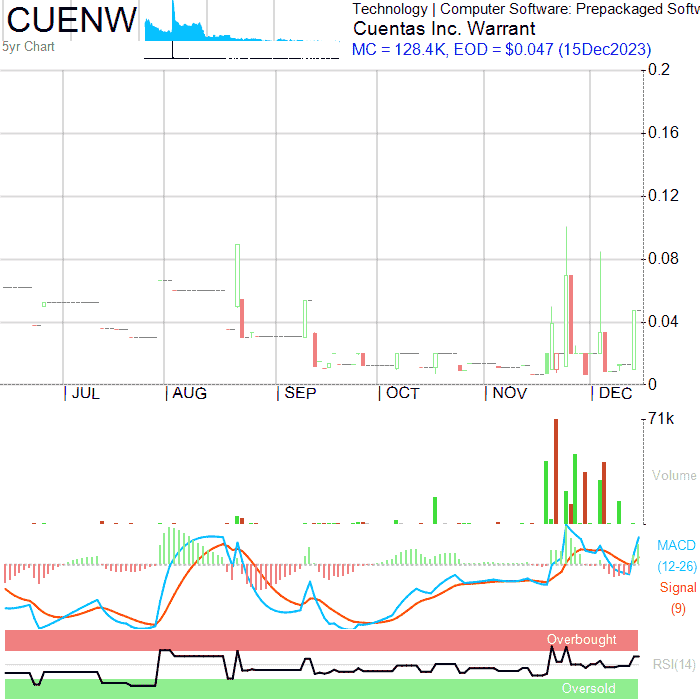 CUENW
Technology | Computer Software: Prepackaged Softw
Cuentas Inc. Warrant
5yr Chart
MC = 128.4K, EOD = $0.047 (15Dec2023)
0.2
0.16
0.12
0.08
0.04
0
| JUL | AUG | SEP | OCT | NOV | DEC
71k
Volume
MACD
(12-26)
Signal
(9)
Overbought
RSI(14)
Oversold